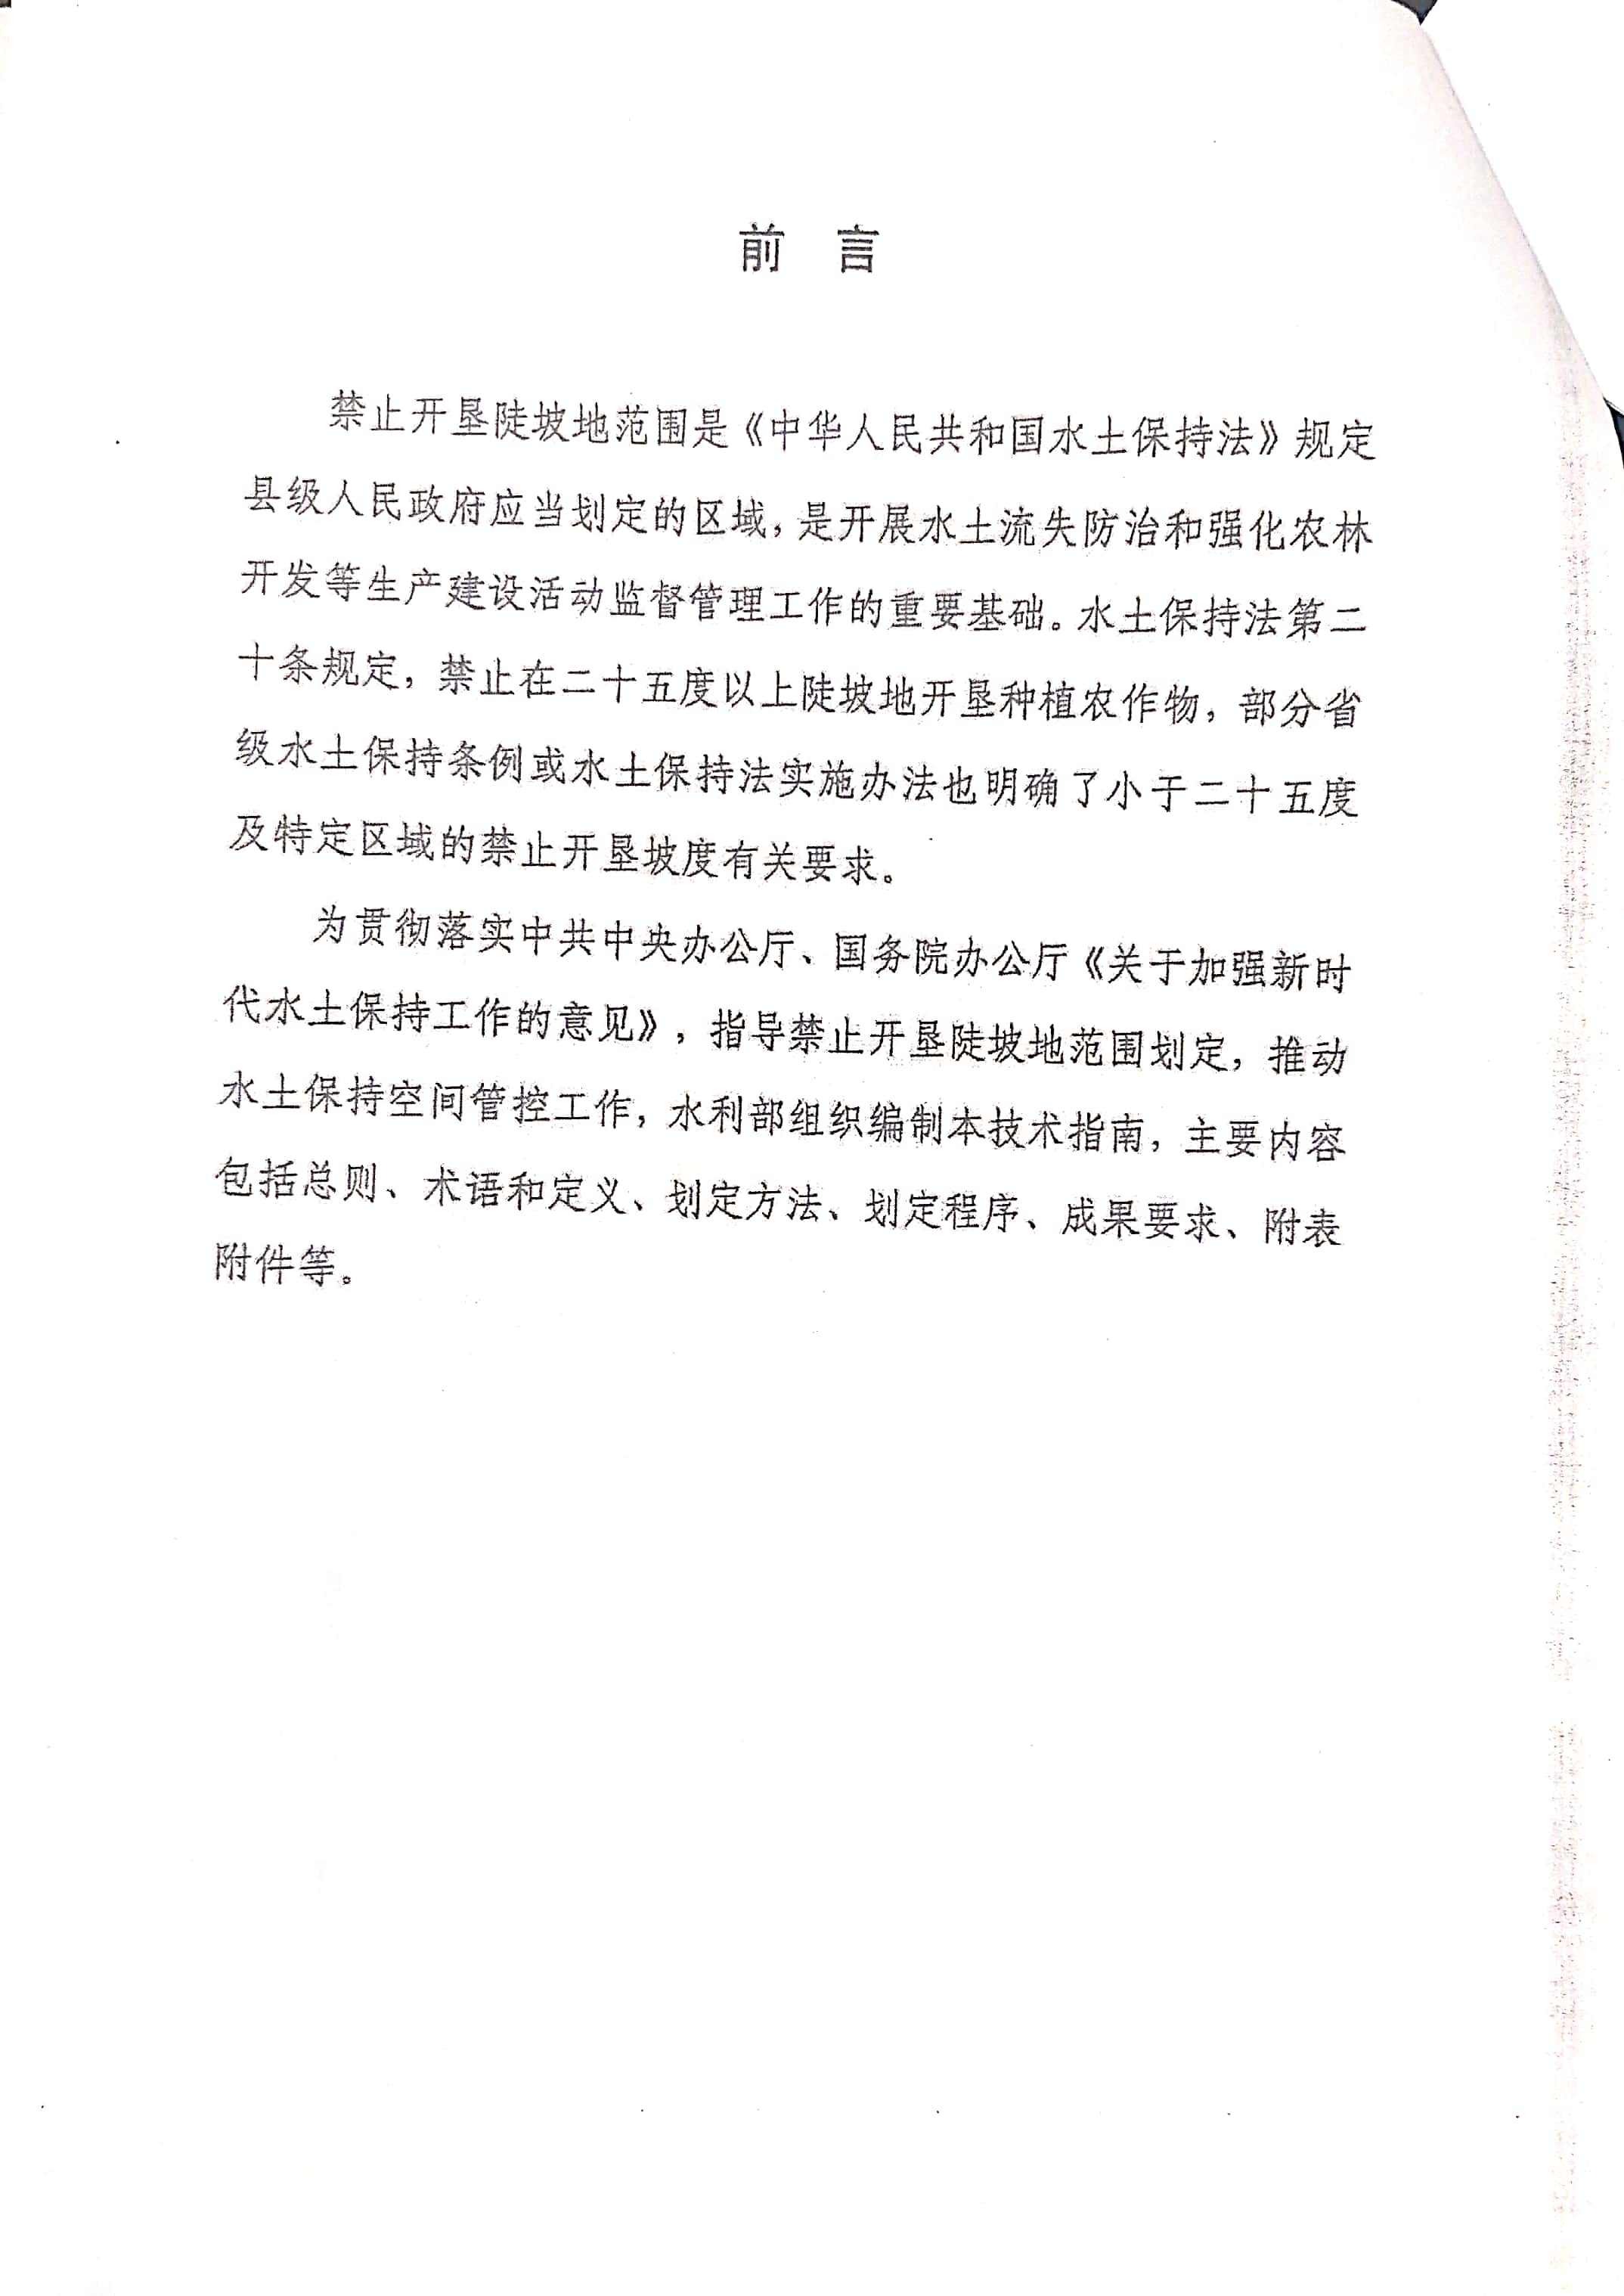 前 言
禁止开垦陡坡地范围是《中华人民共和国水土保持法》规定
县级人民政府应当划定的区域，是开展水土流失防治和强化农林
开发等生产建设活动监督管理工作的重要基础。水土保持法第二
十条规定，禁止在二十五度以上陡坡地开垦种植农作物，部分省
级水土保持条例或水土保持法实施办法也明确了小于二十五度
及特定区域的禁止开垦坡度有关要求。
为贯彻落实中共中央办公厅、国务院办公厅《关于加强新时
代水土保持工作的意见》，指导禁止开垦陡坡地范围划定，推动
水土保持空间管控工作，水利部组织编制本技术指南，主要内容
包括总则、术语和定义、划定方法、划定程序、成果要求、附表
附件等。